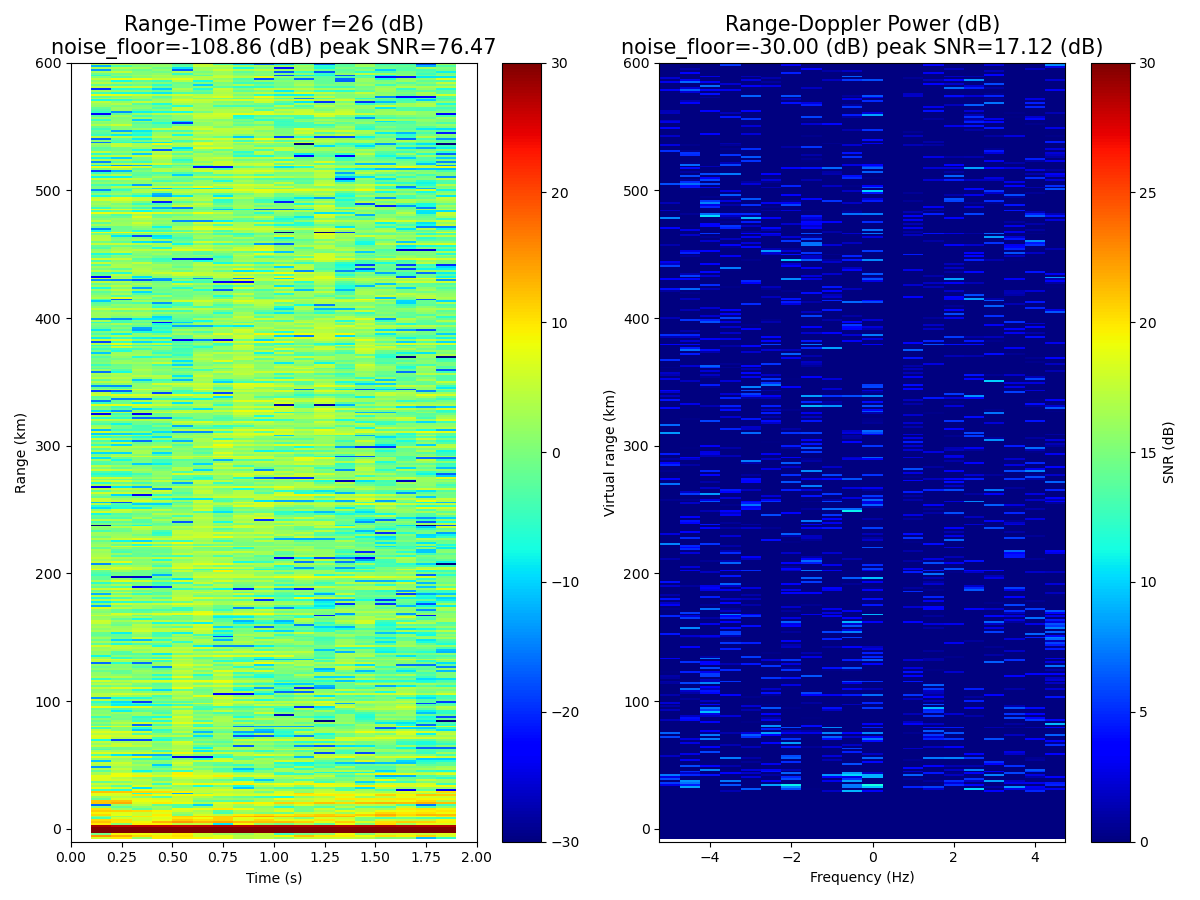 Range-Time Power f=26 (dB)
noise_floor=-108.86 (dB) peak SNR=76.47
Range-Doppler Power (dB)
noise_floor=-30.00 (dB) peak SNR=17.12 (dB)
600
500
400
300
200
100
0
Range (km)
0.00 0.25 0.50 0.75 1.00 1.25 1.50 1.75 2.00
Time (s)
30
20
10
0
−10
−20
−30
600
500
400
300
200
100
0
Virtual range (km)
−4 −2 0 2 4
Frequency (Hz)
30
25
20
15
10
5
0
SNR (dB)